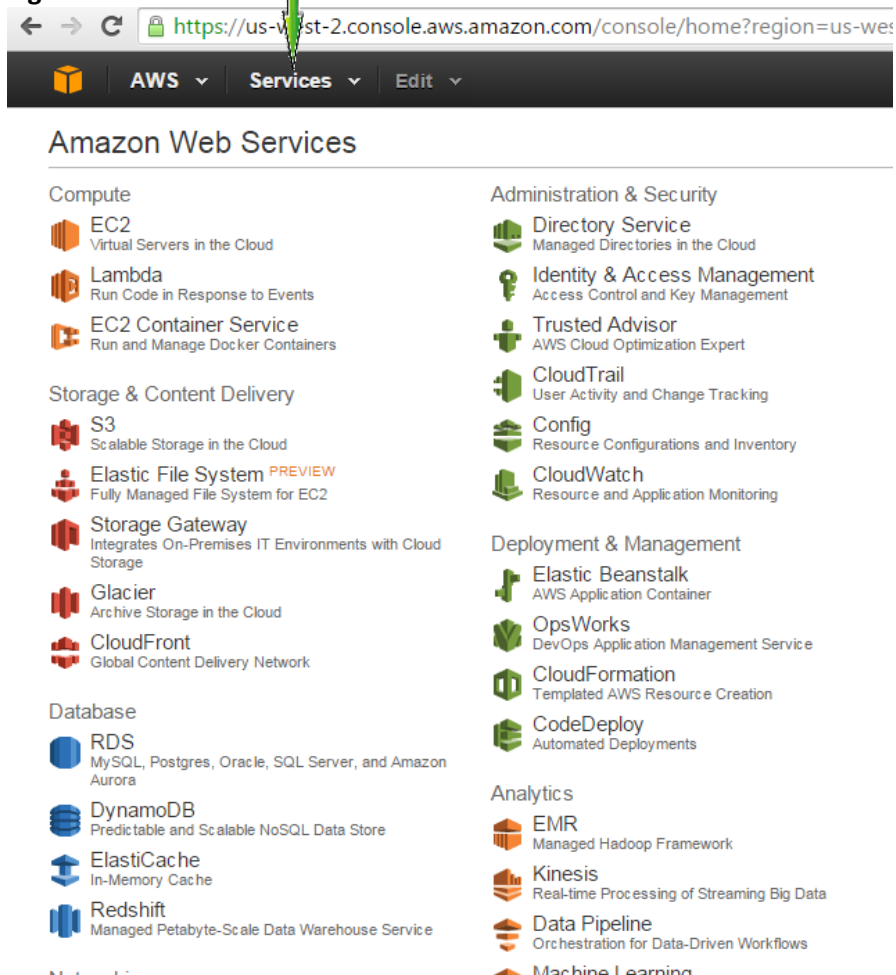 https://us-west-2.console.aws.amazon.com/console/home?region=us-wes
AWS Services Edit
Amazon Web Services
Compute
EC2
Virtual Servers in the Cloud
Lambda
Run Code in Response to Events
EC2 Container Service
Run and Manage Docker Containers
Storage & Content Delivery
S3
Scalable Storage in the Cloud
Elastic File System PREVIEW
Fully Managed File System for EC2
Storage Gateway
Integrates On-Premises IT Environments with Cloud
Storage
Glacier
Archive Storage in the Cloud
CloudFront
Global Content Delivery Network
Database
RDS
MySQL, Postgres, Oracle, SQL Server, and Amazon
Aurora
DynamoDB
Predictable and Scalable NoSQL Data Store
ElastiCache
In-Memory Cache
Redshift
Managed Petabyte-Scale Data Warehouse Service
Administration & Security
Directory Service
Managed Directories in the Cloud
Identity & Access Management
Access Control and Key Management
Trusted Advisor
AWS Cloud Optimization Expert
CloudTrail
User Activity and Change Tracking
Config
Resource Configurations and Inventory
CloudWatch
Resource and Application Monitoring
Deployment & Management
Elastic Beanstalk
AWS Application Container
OpsWorks
DevOps Application Management Service
CloudFormation
Templated AWS Resource Creation
CodeDeploy
Automated Deployments
Analytics
EMR
Managed Hadoop Framework
Kinesis
Real-time Processing of Streaming Big Data
Data Pipeline
Orchestration for Data-Driven Workflows
Machine Learning